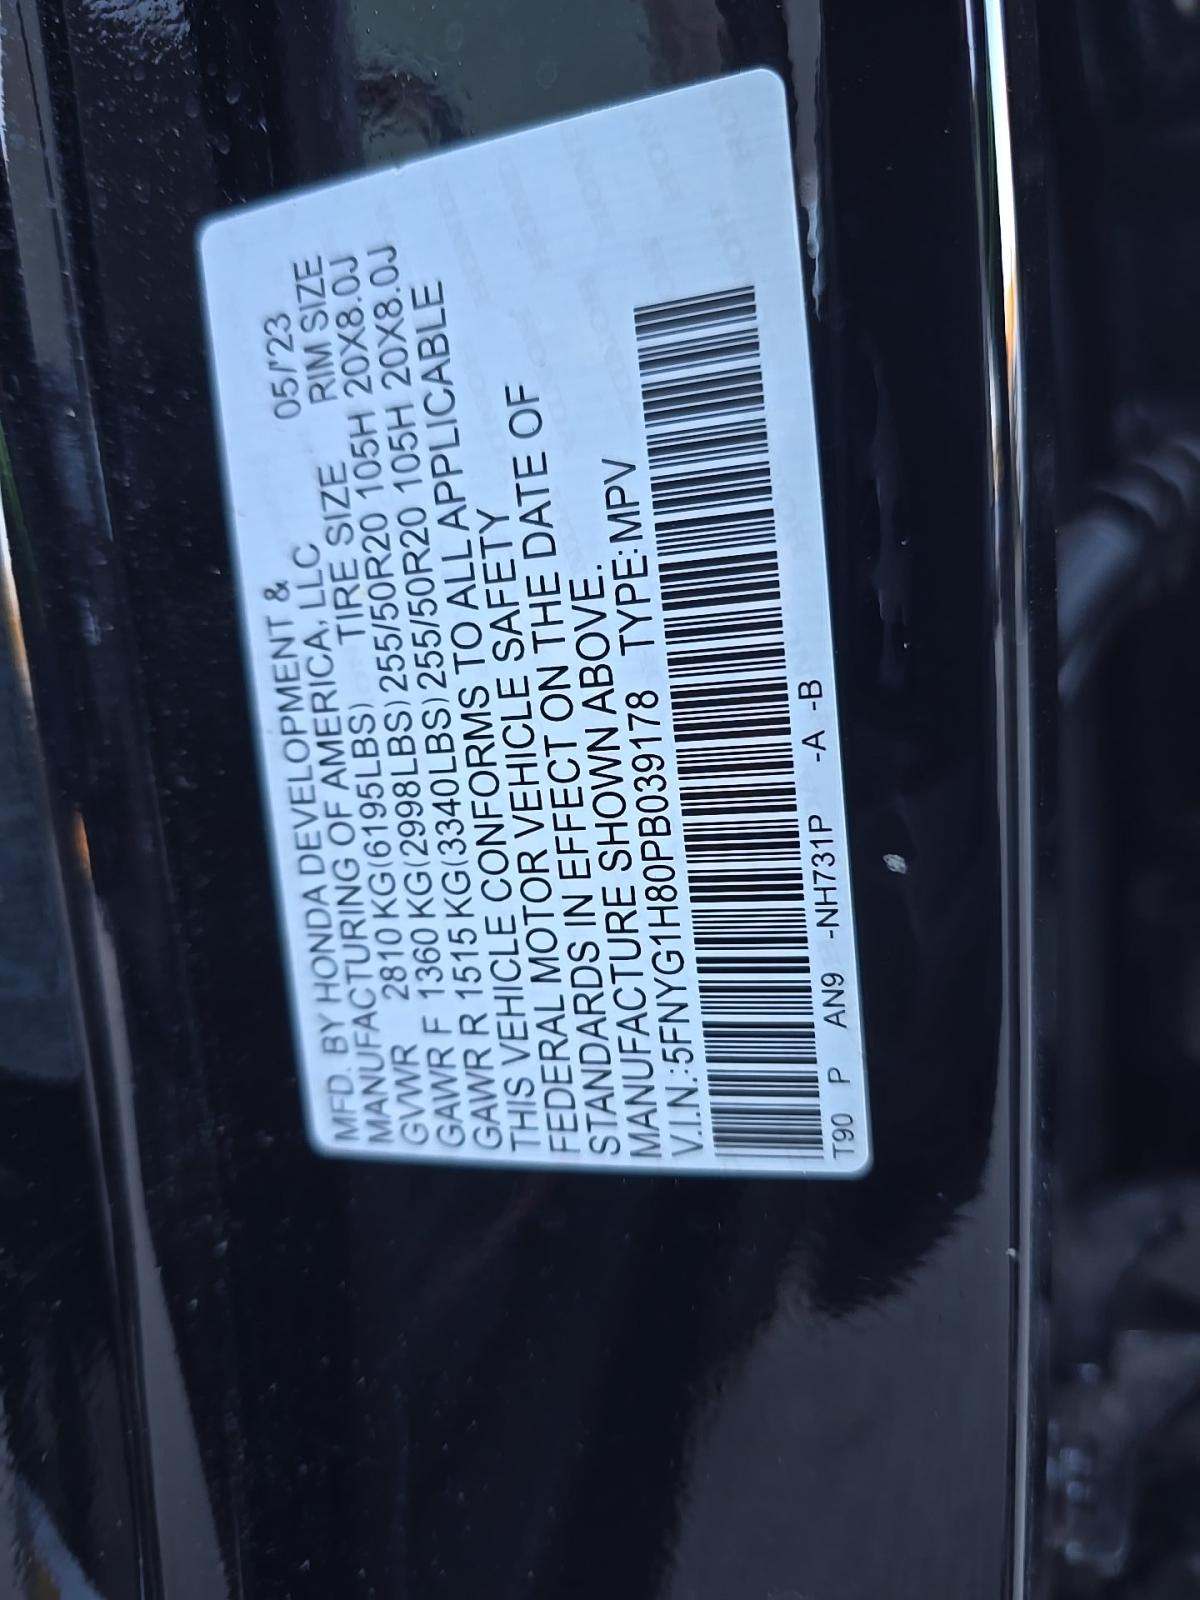 MFD. BY HONDA DEVELOPMENT & 05/'23
MANUFACTURING OF AMERICA, LLC RIM SIZE
GVWR 2810 KG(6195LBS) TIRE SIZE
GAWR F 1360 KG(2998LBS) 255/50R20 105H 20X8.0J
GAWR R 1515 KG(3340LBS) 255/50R20 105H 20X8.0J
THIS VEHICLE CONFORMS TO ALL APPLICABLE
FEDERAL MOTOR VEHICLE SAFETY
STANDARDS IN EFFECT ON THE DATE OF
MANUFACTURE SHOWN ABOVE.
V.I.N.:5FNYG1H80PB039178 TYPE:MPV
T90 P AN9 -NH731P -A -B